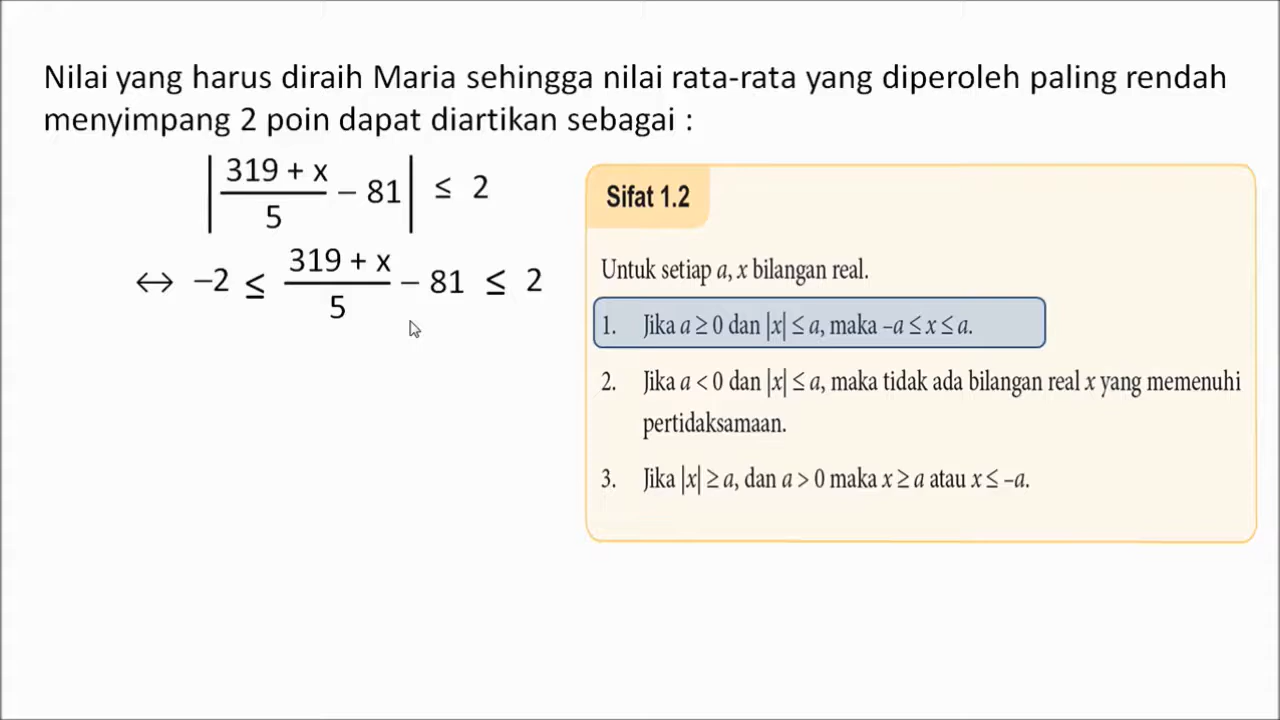 Nilai yang harus diraih Maria sehingga nilai rata-rata yang diperoleh paling rendah
menyimpang 2 poin dapat diartikan sebagai :
|(319 + x)/5 − 81| ≤ 2
↔ −2 ≤ (319 + x)/5 − 81 ≤ 2
Sifat 1.2
Untuk setiap a, x bilangan real.
1. Jika a ≥ 0 dan |x| ≤ a, maka –a ≤ x ≤ a.
2. Jika a < 0 dan |x| ≤ a, maka tidak ada bilangan real x yang memenuhi
pertidaksamaan.
3. Jika |x| ≥ a, dan a > 0 maka x ≥ a atau x ≤ –a.